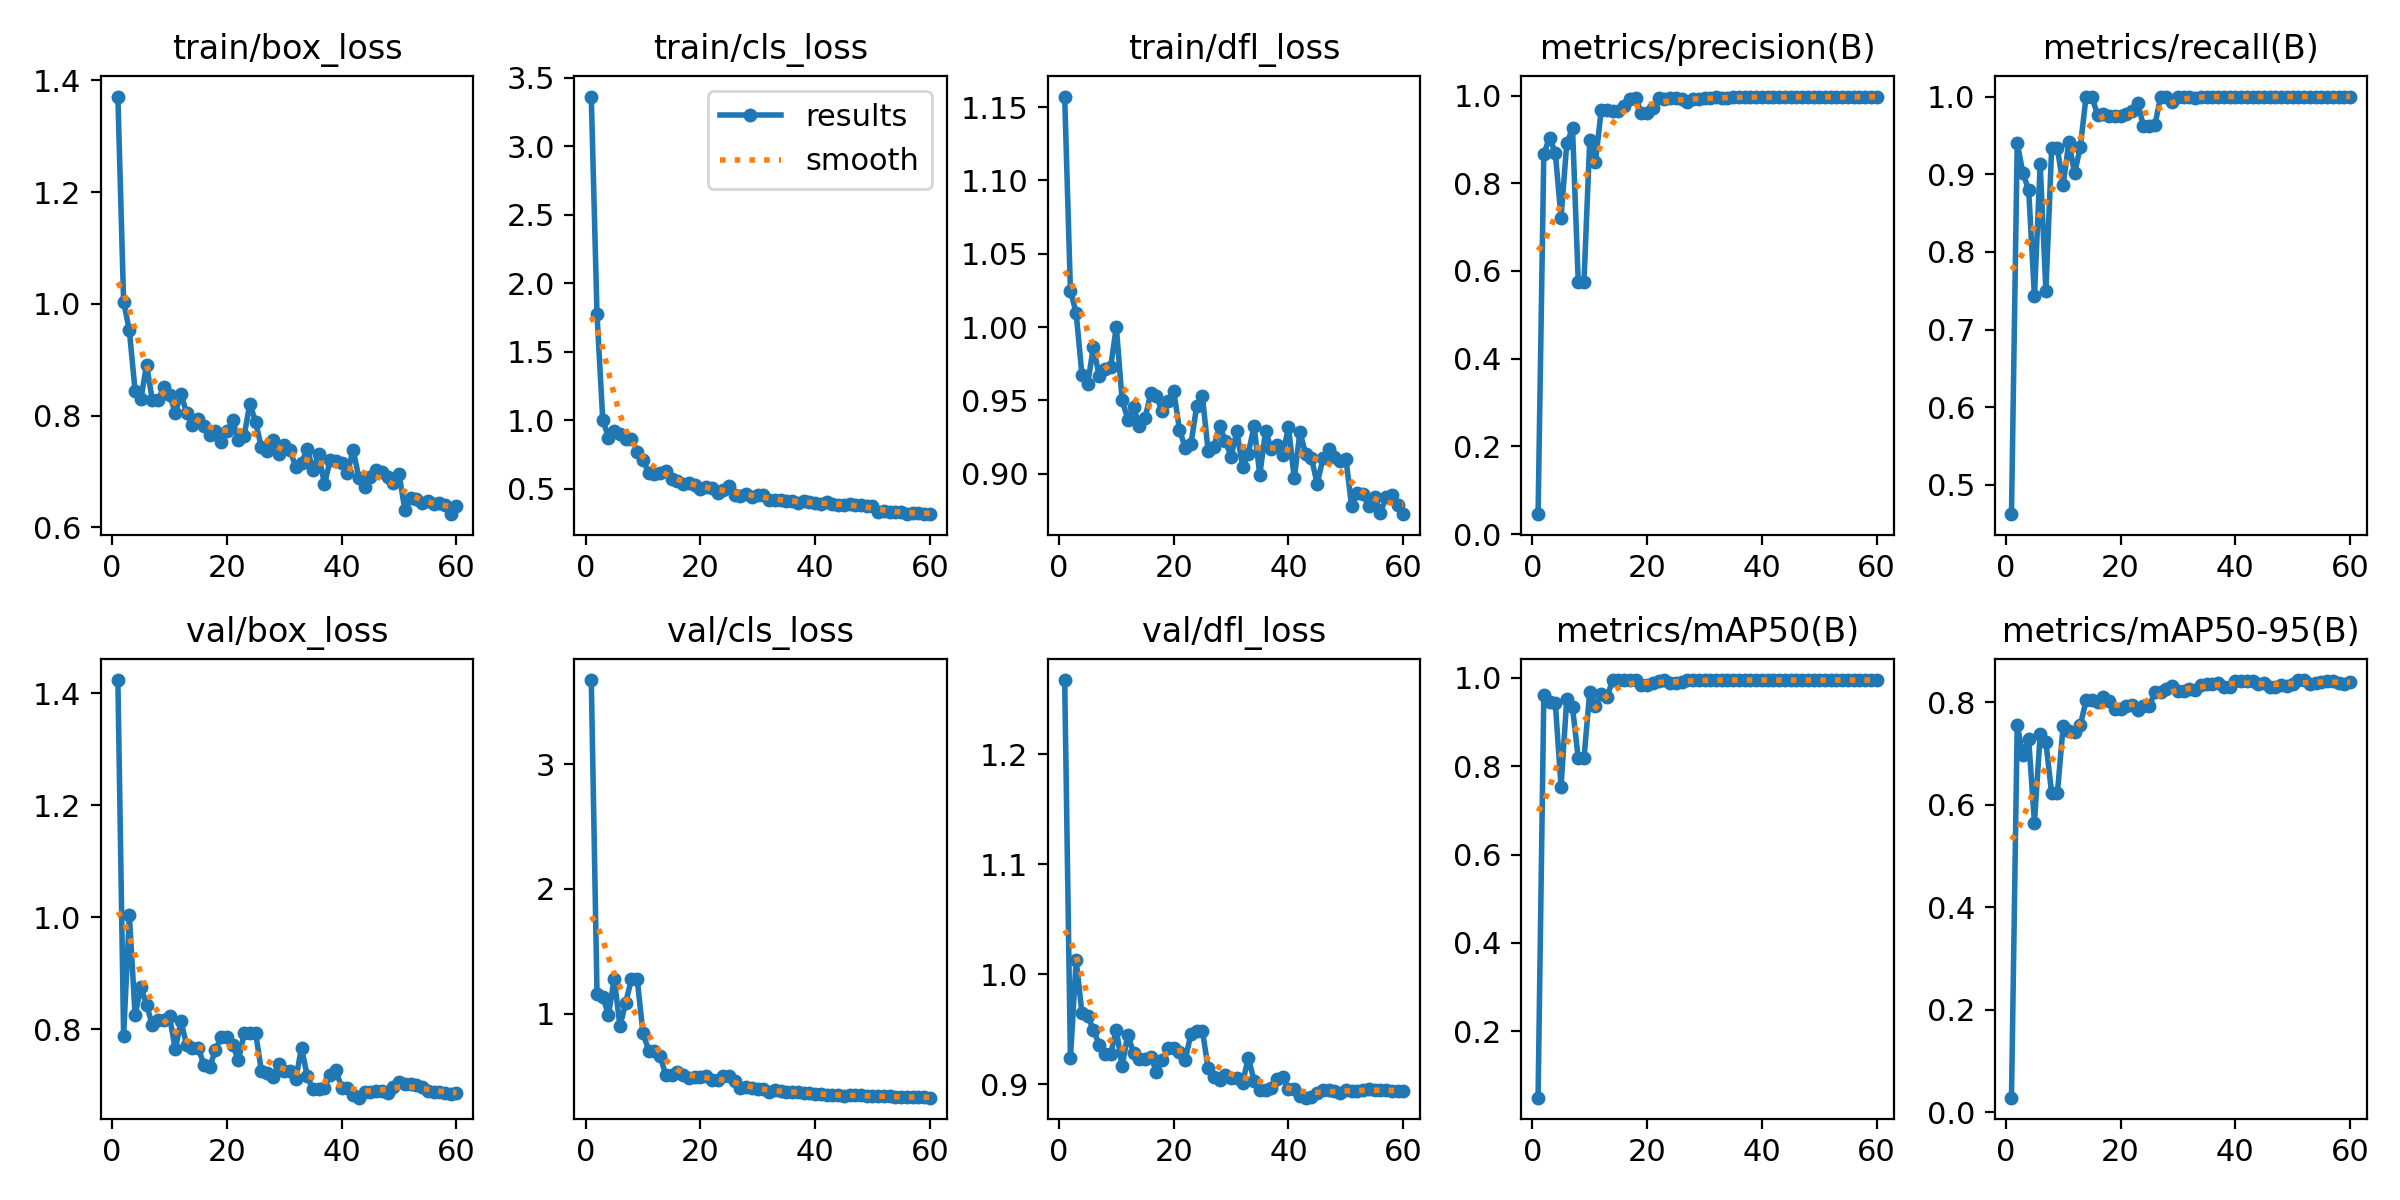 train/box_loss
train/cls_loss
train/dfl_loss
metrics/precision(B)
metrics/recall(B)
1.4
1.2
1.0
0.8
0.6
0 20 40 60
3.5
3.0
2.5
2.0
1.5
1.0
0.5
results
smooth
0 20 40 60
1.15
1.10
1.05
1.00
0.95
0.90
0 20 40 60
1.0
0.8
0.6
0.4
0.2
0.0
0 20 40 60
1.0
0.9
0.8
0.7
0.6
0.5
0 20 40 60
val/box_loss
val/cls_loss
val/dfl_loss
metrics/mAP50(B)
metrics/mAP50-95(B)
1.4
1.2
1.0
0.8
0 20 40 60
3
2
1
0 20 40 60
1.2
1.1
1.0
0.9
0 20 40 60
1.0
0.8
0.6
0.4
0.2
0 20 40 60
0.8
0.6
0.4
0.2
0.0
0 20 40 60